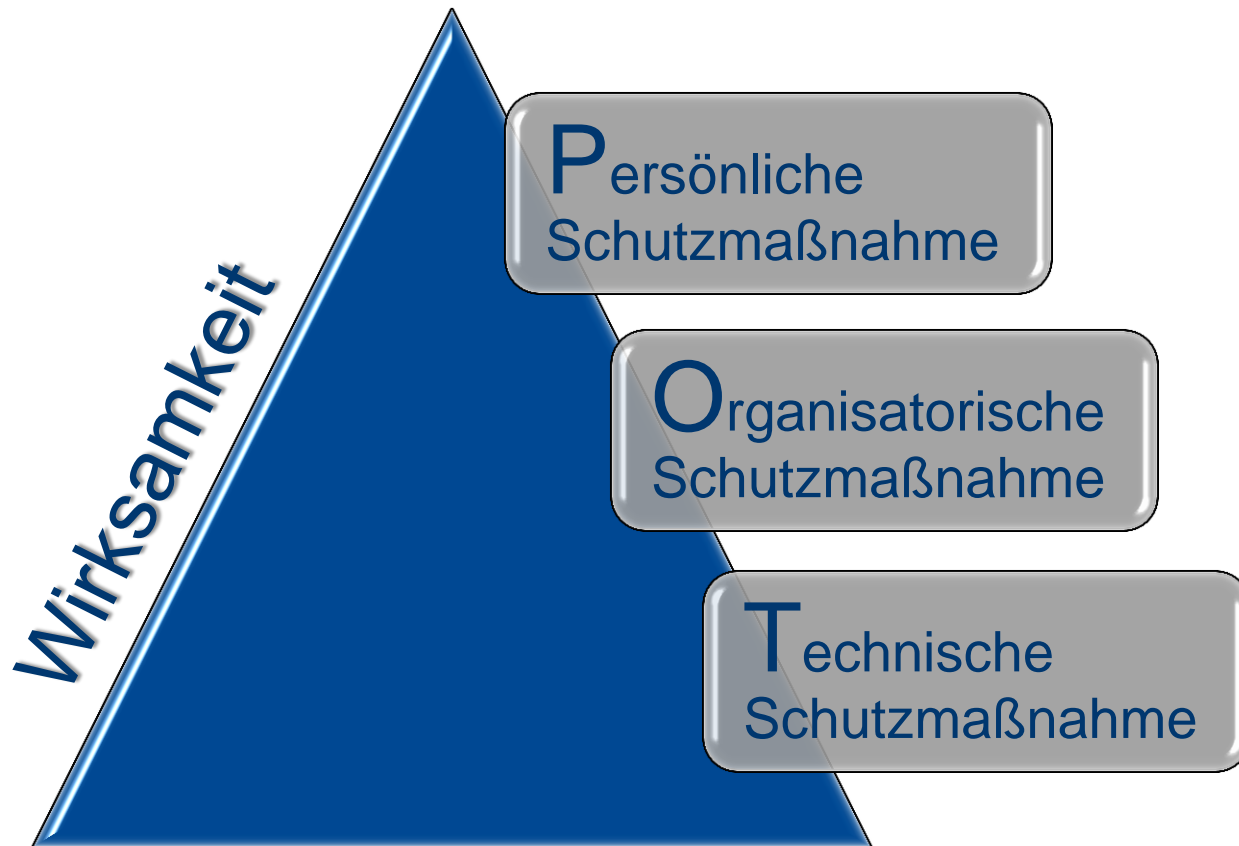 Wirksamkeit
Persönliche
Schutzmaßnahme
Organisatorische
Schutzmaßnahme
Technische
Schutzmaßnahme